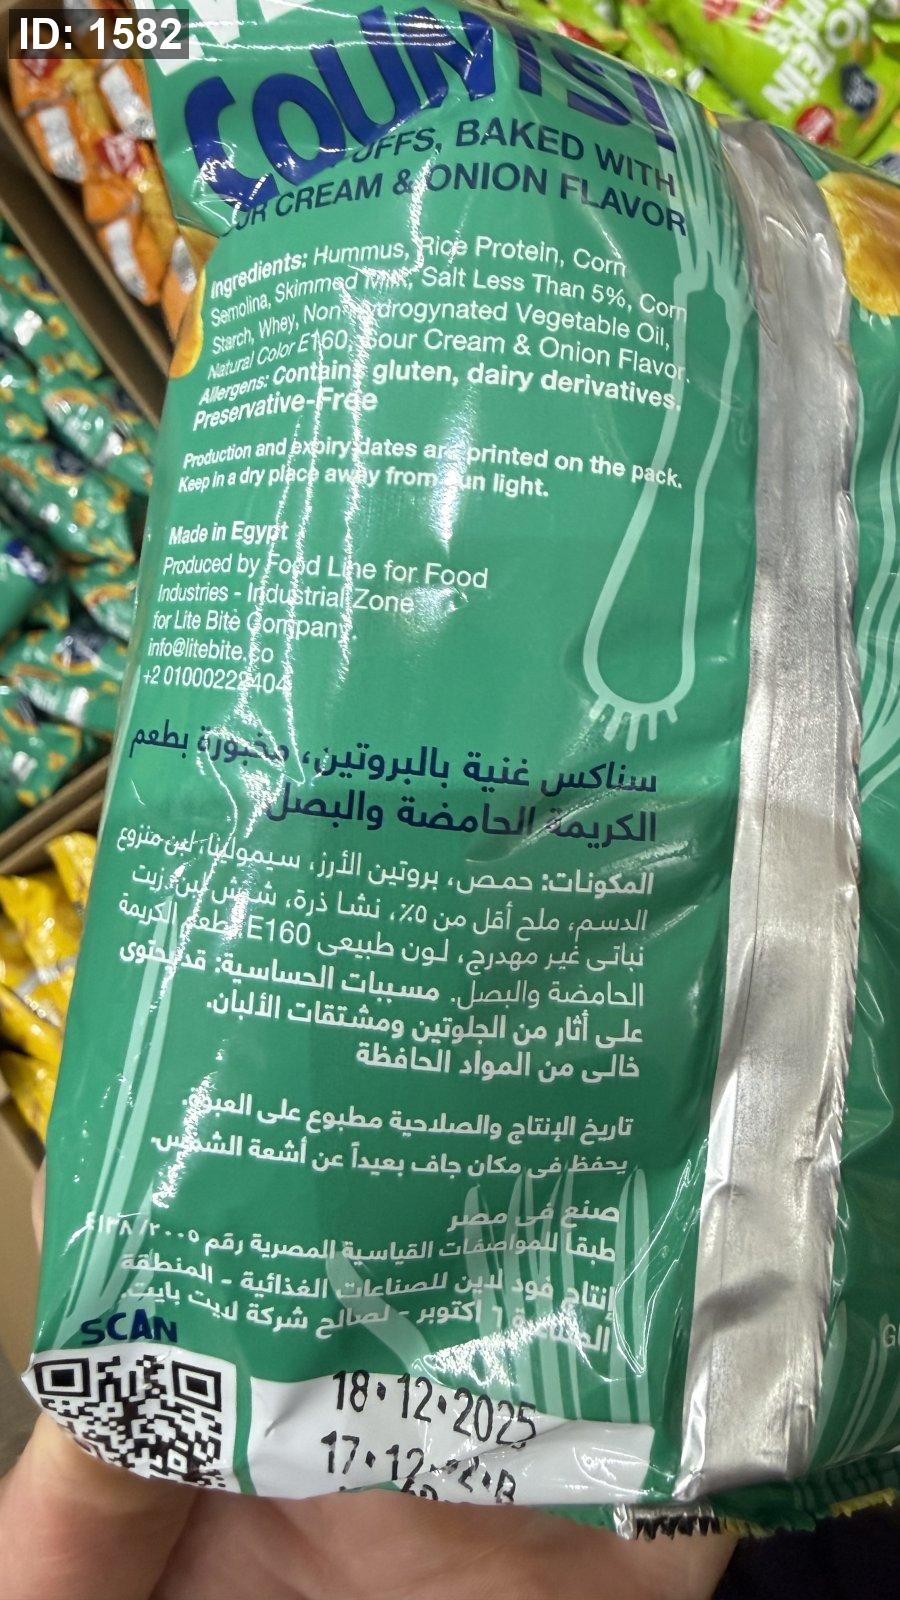 ID: 1582
COUNTS!
PUFFS, BAKED WITH
SOUR CREAM & ONION FLAVOR
Ingredients: Hummus, Rice Protein, Corn
Semolina, Skimmed Milk, Salt Less Than 5%, Corn
Starch, Whey, Non Hydrogynated Vegetable Oil,
Natural Color E160, Sour Cream & Onion Flavor.
Allergens: Contains gluten, dairy derivatives.
Preservative-Free
Production and expiry dates are printed on the pack.
Keep in a dry place away from sun light.
Made in Egypt
Produced by Food Line for Food
Industries - Industrial Zone
for Lite Bite Company.
info@litebite.co
سناكس غنية بالبروتين، مخبوزة بطعم
الكريمة الحامضة والبصل
المكونات: حمص، بروتين الأرز، سيمولينا، لبن منزوع
الدسم، ملح أقل من ٥٪، نشا ذرة، شرش لبن، زيت
نباتى غير مهدرج، لون طبيعى E160، طعم الكريمة
الحامضة والبصل. مسببات الحساسية: قد يحتوى
على أثار من الجلوتين ومشتقات الألبان.
خالى من المواد الحافظة
تاريخ الإنتاج والصلاحية مطبوع على العبوة.
يحفظ فى مكان جاف بعيداً عن أشعة الشمس.
صنع فى مصر
طبقاً للمواصفات القياسية المصرية رقم ٢٠٠٥
إنتاج فود لاين للصناعات الغذائية - المنطقة
الصناعية ٦ أكتوبر - لصالح شركة لايت بايت.
SCAN
18•12•2025
17•12